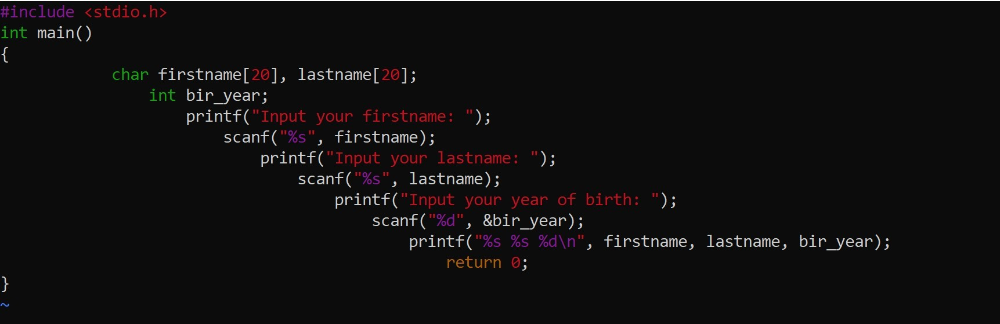 #include <stdio.h>
int main()
{
            char firstname[20], lastname[20];
                int bir_year;
                    printf("Input your firstname: ");
                        scanf("%s", firstname);
                            printf("Input your lastname: ");
                                scanf("%s", lastname);
                                    printf("Input your year of birth: ");
                                        scanf("%d", &bir_year);
                                            printf("%s %s %d\n", firstname, lastname, bir_year);
                                                return 0;
}
~